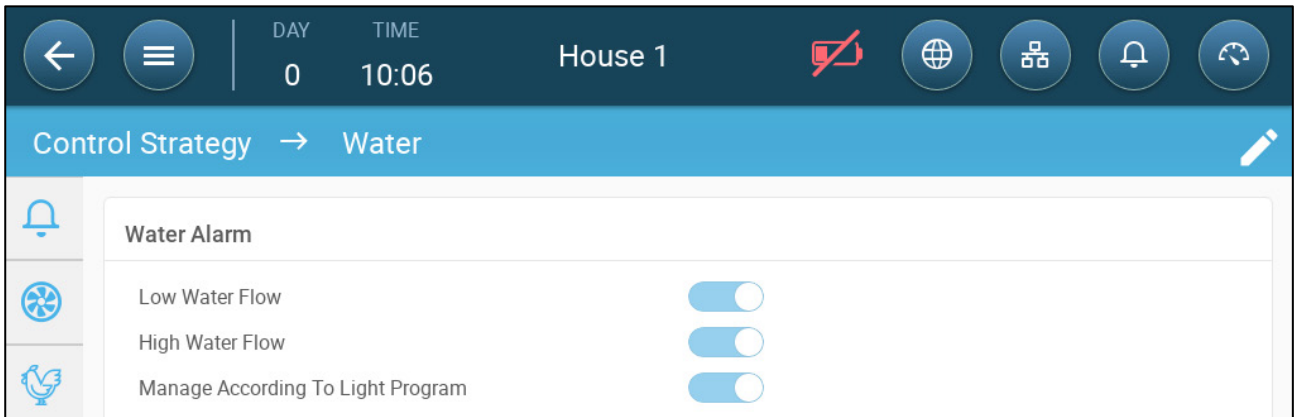 DAY TIME
0 10:06 House 1
Control Strategy → Water
Water Alarm
Low Water Flow
High Water Flow
Manage According To Light Program